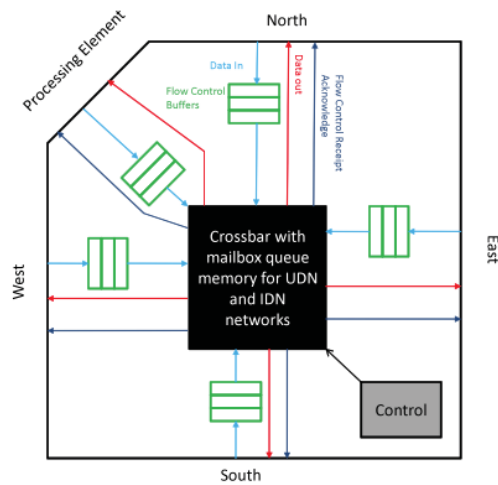 North
Processing Element
Data In
Flow Control
Buffers
Data out
Flow Control Receipt
Acknowledge
West
Crossbar with
mailbox queue
memory for UDN
and IDN
networks
East
Control
South